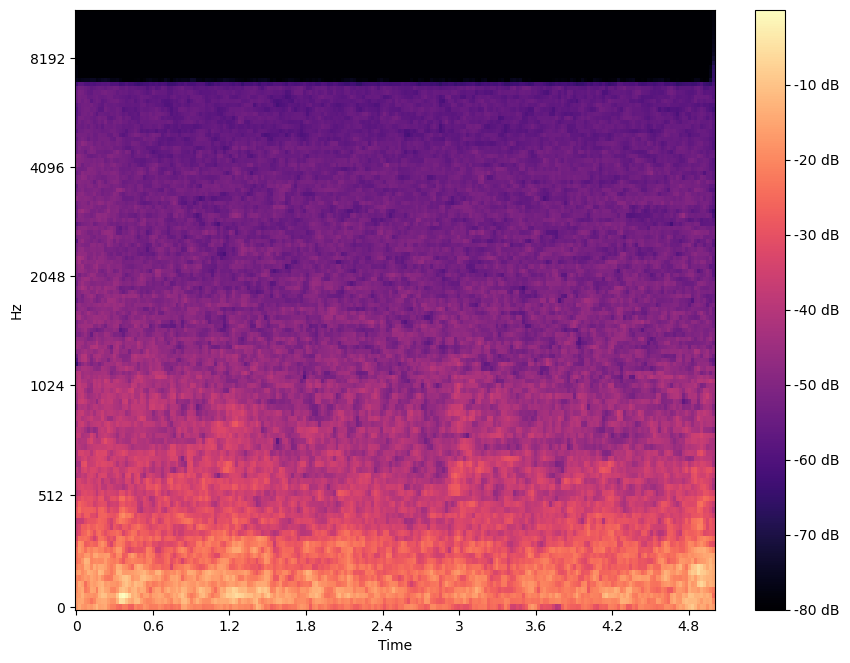 8192
4096
2048
1024
512
0
Hz
0 0.6 1.2 1.8 2.4 3 3.6 4.2 4.8
Time
-10 dB
-20 dB
-30 dB
-40 dB
-50 dB
-60 dB
-70 dB
-80 dB